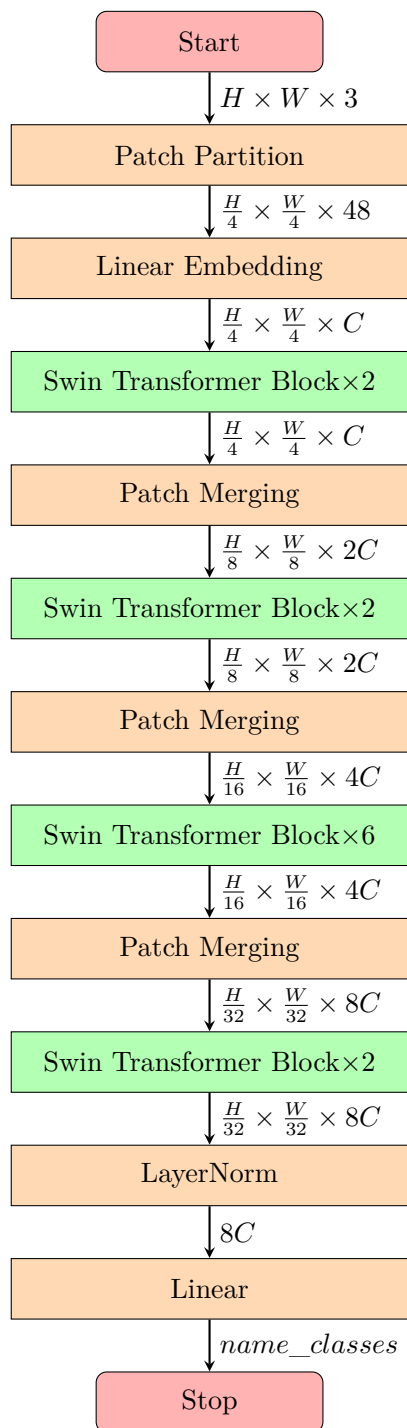 Start
H × W × 3
Patch Partition
H/4 × W/4 × 48
Linear Embedding
H/4 × W/4 × C
Swin Transformer Block×2
H/4 × W/4 × C
Patch Merging
H/8 × W/8 × 2C
Swin Transformer Block×2
H/8 × W/8 × 2C
Patch Merging
H/16 × W/16 × 4C
Swin Transformer Block×6
H/16 × W/16 × 4C
Patch Merging
H/32 × W/32 × 8C
Swin Transformer Block×2
H/32 × W/32 × 8C
LayerNorm
8C
Linear
name_classes
Stop